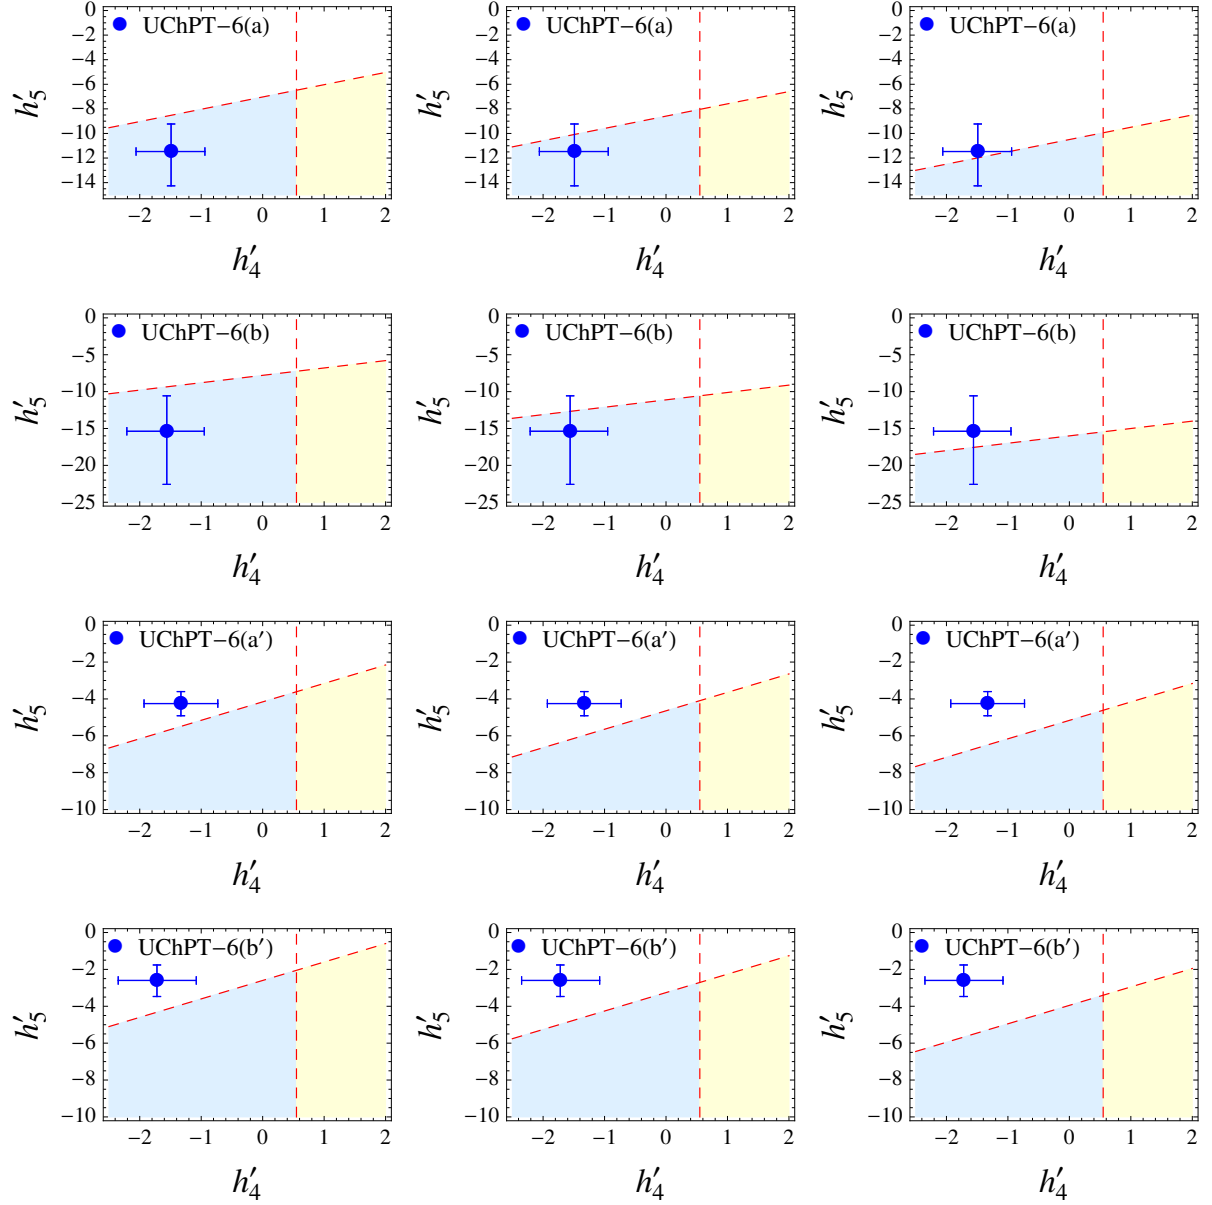 UChPT−6(a) UChPT−6(a) UChPT−6(a)
0 0 0
−2 −2 −2
−4 −4 −4
−6 −6 −6
−8 −8 −8
−10 −10 −10
−12 −12 −12
−14 −14 −14
h′5 h′5 h′5
−2 −1 0 1 2 −2 −1 0 1 2 −2 −1 0 1 2
h′4 h′4 h′4
UChPT−6(b) UChPT−6(b) UChPT−6(b)
0 0 0
−5 −5 −5
−10 −10 −10
−15 −15 −15
−20 −20 −20
−25 −25 −25
h′5 h′5 h′5
−2 −1 0 1 2 −2 −1 0 1 2 −2 −1 0 1 2
h′4 h′4 h′4
UChPT−6(a′) UChPT−6(a′) UChPT−6(a′)
0 0 0
−2 −2 −2
−4 −4 −4
−6 −6 −6
−8 −8 −8
−10 −10 −10
h′5 h′5 h′5
−2 −1 0 1 2 −2 −1 0 1 2 −2 −1 0 1 2
h′4 h′4 h′4
UChPT−6(b′) UChPT−6(b′) UChPT−6(b′)
0 0 0
−2 −2 −2
−4 −4 −4
−6 −6 −6
−8 −8 −8
−10 −10 −10
h′5 h′5 h′5
−2 −1 0 1 2 −2 −1 0 1 2 −2 −1 0 1 2
h′4 h′4 h′4